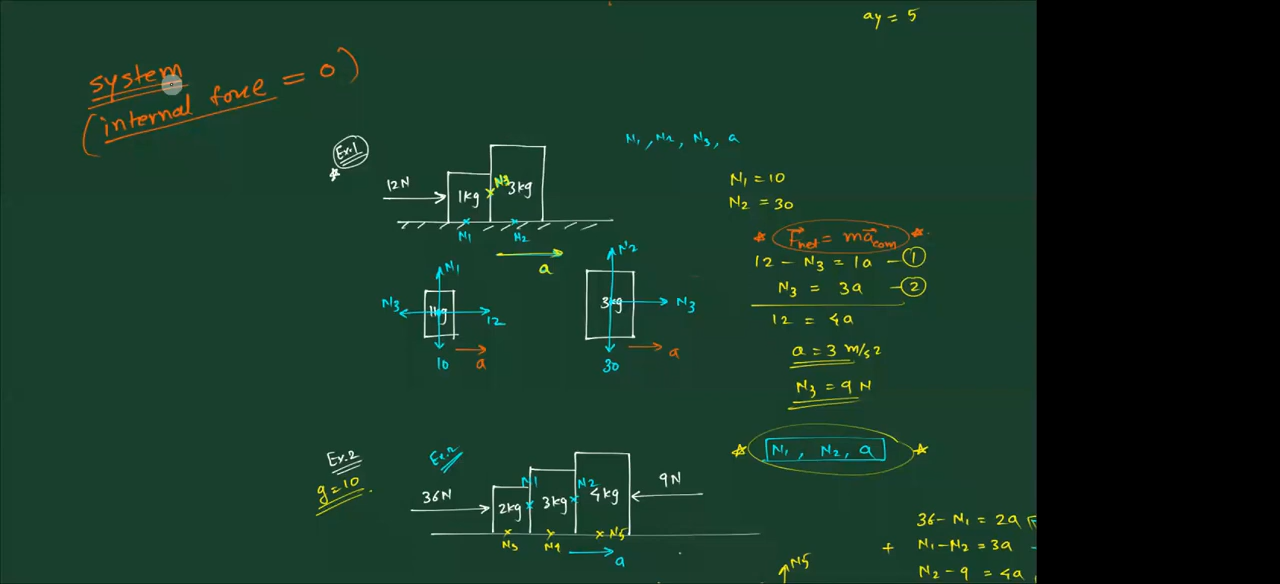 ay = 5
system
(internal force = 0)
Ex.1
N1, N2, N3, a
12N
1kg
N3
3kg
N1
N2
a
N1 = 10
N2 = 30
Fnet = macom
12 - N3 = 1a - 1
N3 = 3a - 2
12 = 4a
a = 3 m/s2
N3 = 9 N
N1
N3
1kg
12
10
a
N2
3kg
N3
30
a
N1, N2, a
Ex.2
g=10
Ex.2
36N
2kg
N1
3kg
N2
4kg
9N
N3
N4
N5
a
N5
36-N1 = 2a
+ N1-N2 = 3a
N2-9 = 4a